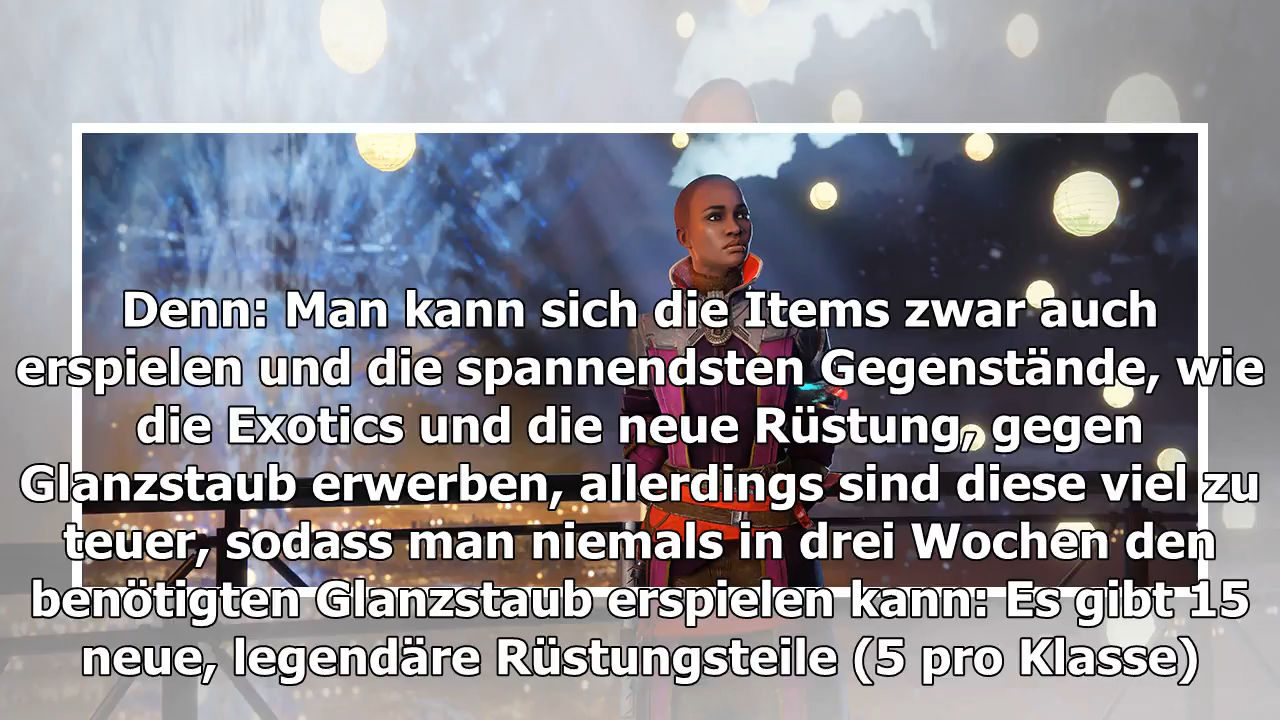 Denn: Man kann sich die Items zwar auch
erspielen und die spannendsten Gegenstände, wie
die Exotics und die neue Rüstung, gegen
Glanzstaub erwerben, allerdings sind diese viel zu
teuer, sodass man niemals in drei Wochen den
benötigten Glanzstaub erspielen kann: Es gibt 15
neue, legendäre Rüstungsteile (5 pro Klasse)